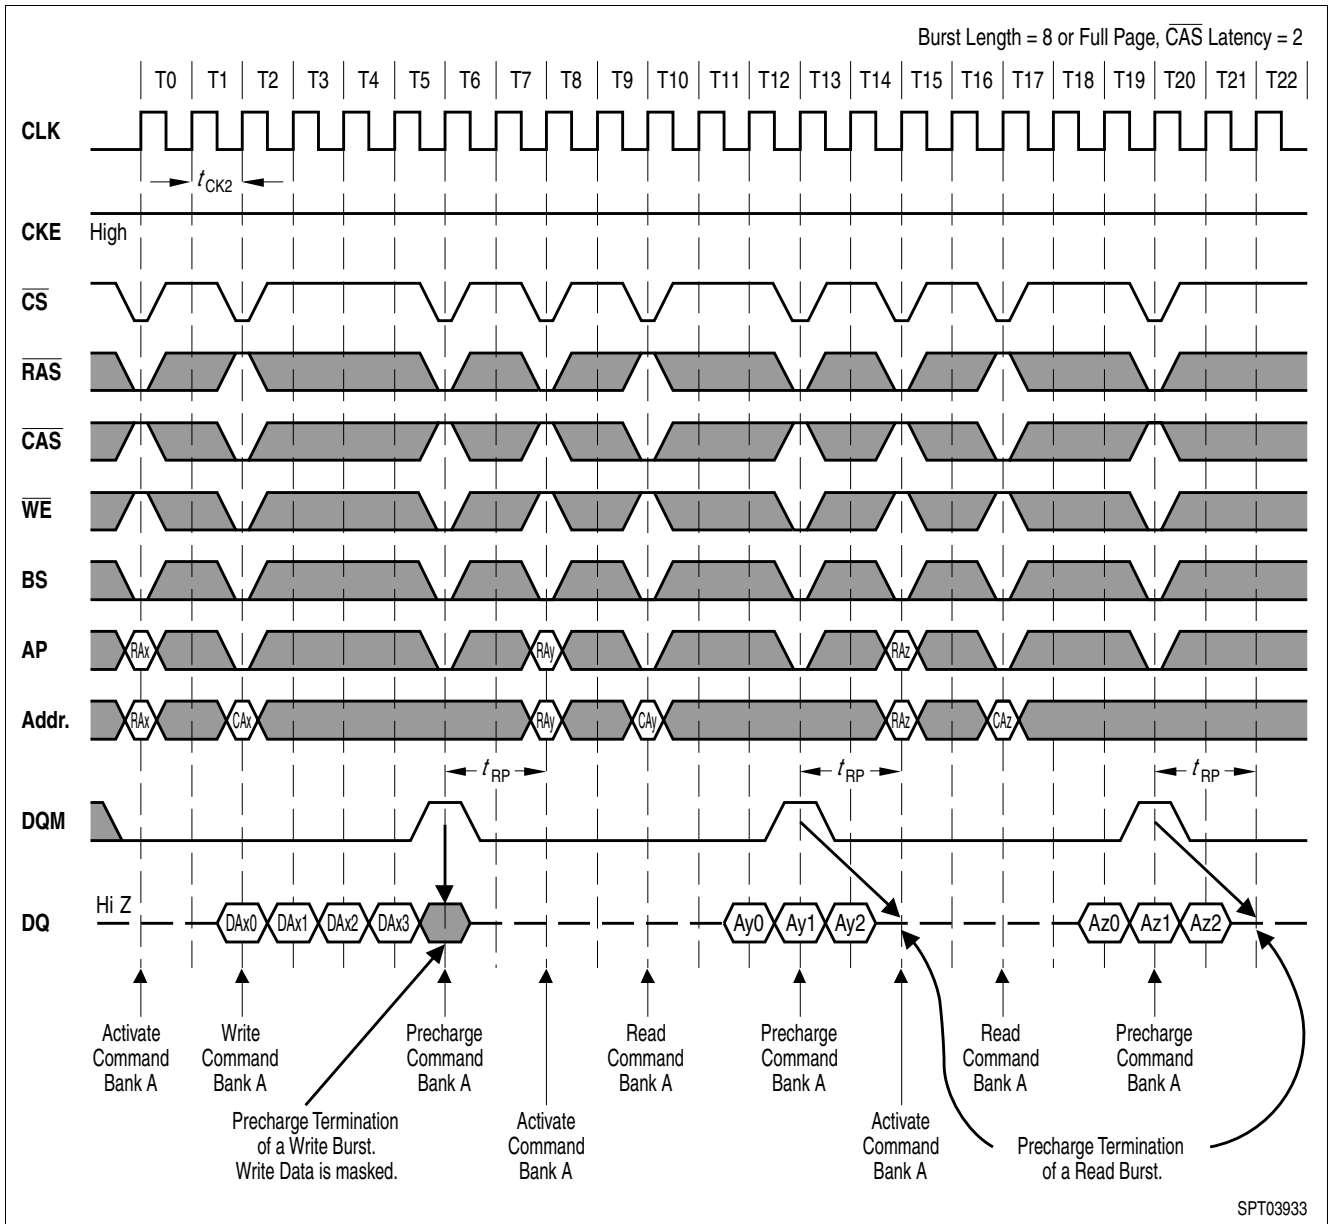 Burst Length = 8 or Full Page, CAS Latency = 2
T0 T1 T2 T3 T4 T5 T6 T7 T8 T9 T10 T11 T12 T13 T14 T15 T16 T17 T18 T19 T20 T21 T22
CLK
tCK2
CKE High
CS
RAS
CAS
WE
BS
AP RAx RAy RAz
Addr. RAx CAx RAy CAy RAz CAz
tRP tRP tRP
DQM
DQ Hi Z DAx0 DAx1 DAx2 DAx3 Ay0 Ay1 Ay2 Az0 Az1 Az2
Activate
Command
Bank A
Write
Command
Bank A
Precharge
Command
Bank A
Read
Command
Bank A
Precharge
Command
Bank A
Read
Command
Bank A
Precharge
Command
Bank A
Precharge Termination
of a Write Burst.
Write Data is masked.
Activate
Command
Bank A
Activate
Command
Bank A
Precharge Termination
of a Read Burst.
SPT03933